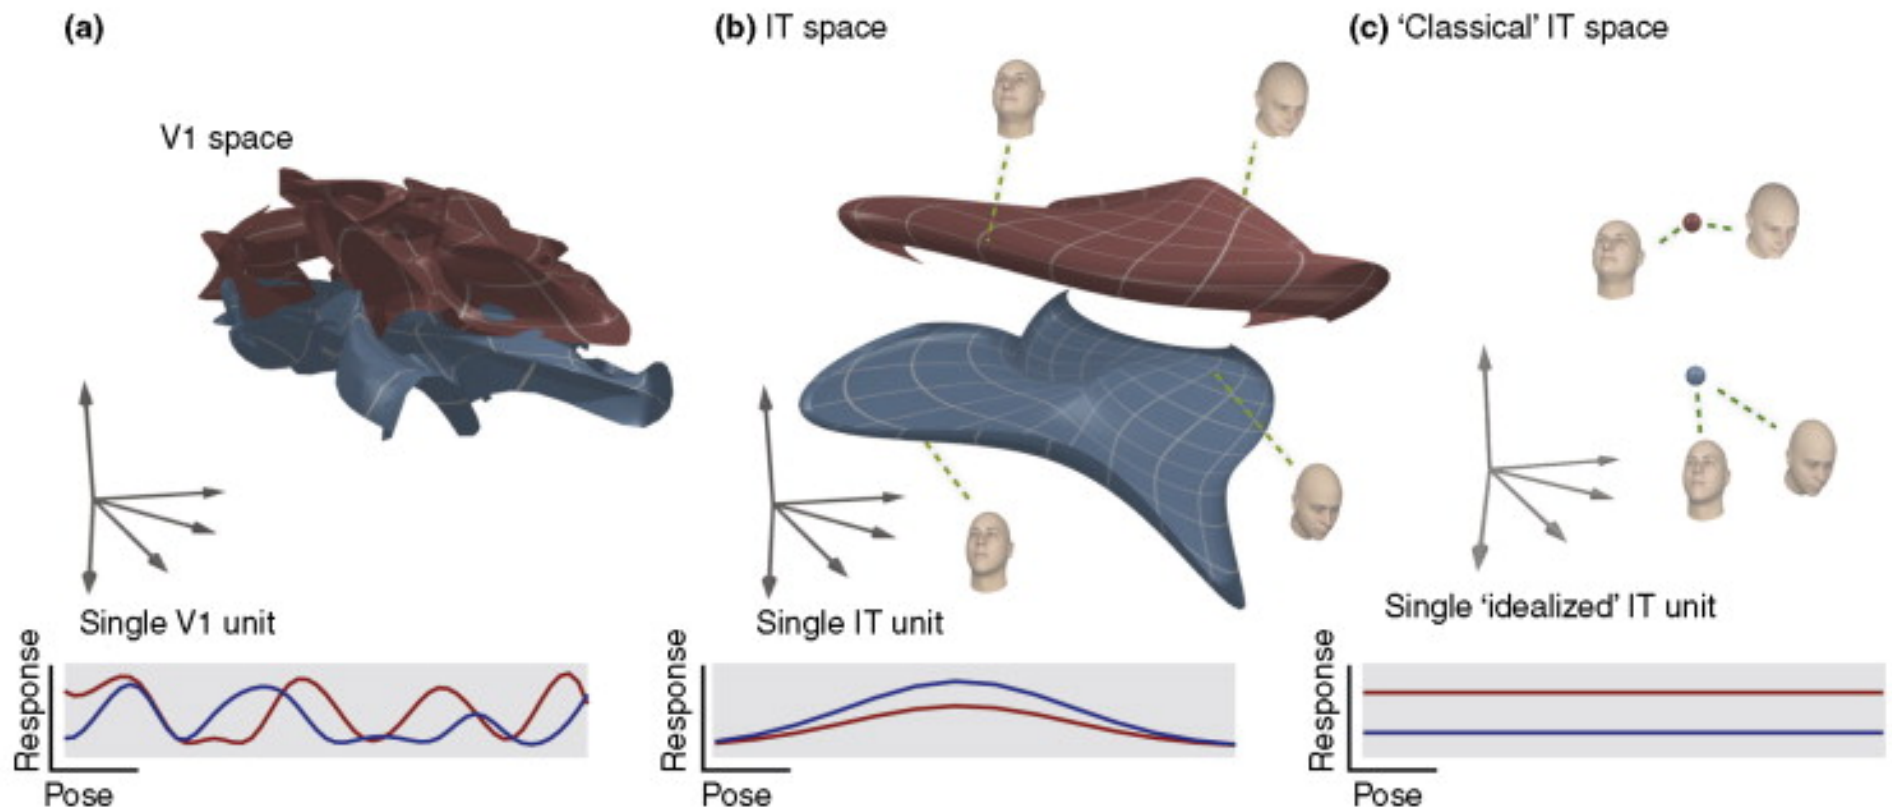 (a)
V1 space
Single V1 unit
Response
Pose
(b) IT space
Single IT unit
Response
Pose
(c) ‘Classical’ IT space
Single ‘idealized’ IT unit
Response
Pose